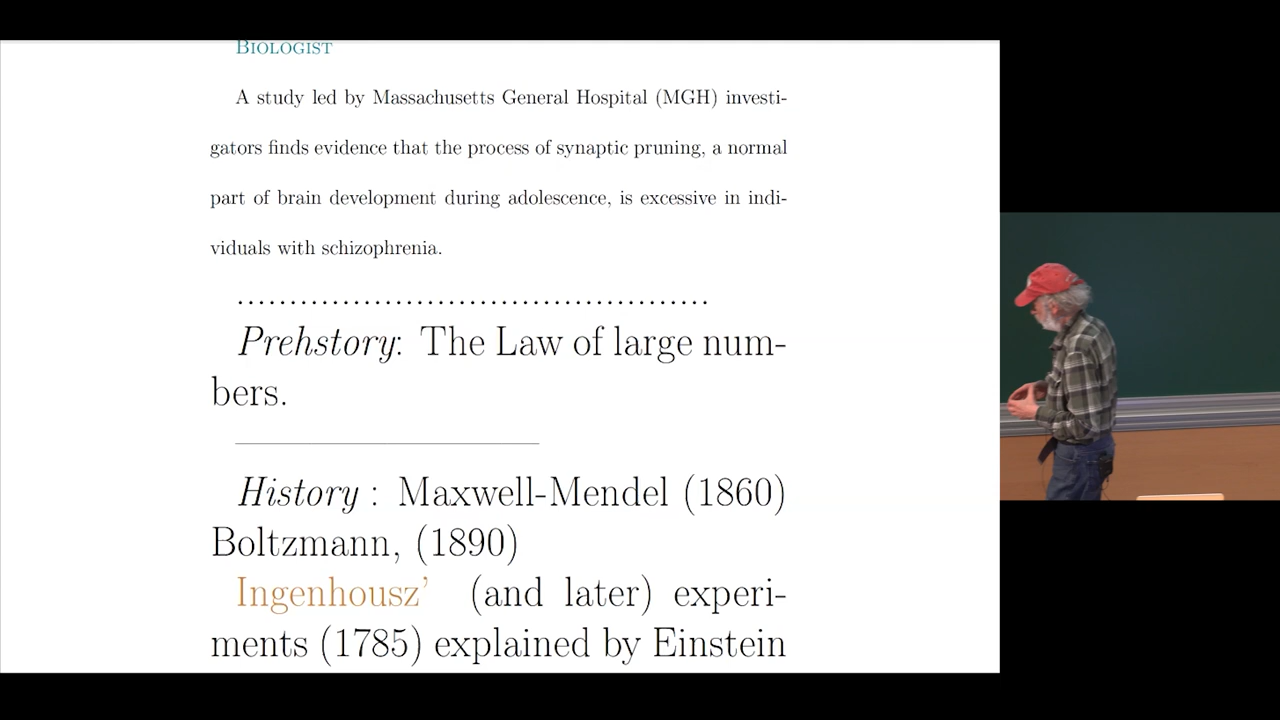 BIOLOGIST
A study led by Massachusetts General Hospital (MGH) investi-
gators finds evidence that the process of synaptic pruning, a normal
part of brain development during adolescence, is excessive in indi-
viduals with schizophrenia.
.............................................
Prehstory: The Law of large num-
bers.
History : Maxwell-Mendel (1860)
Boltzmann, (1890)
Ingenhousz' (and later) experi-
ments (1785) explained by Einstein